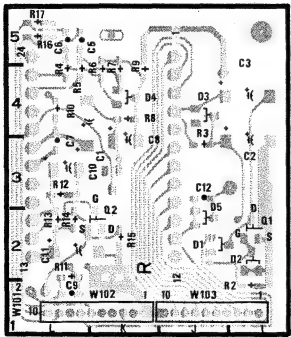 R17
5
R16
C6
C5
24
R4
R5
R6
R7
R9
1
C3
D4
D3
4
R10
R8
R3
C1
C8
C2
C10
3
R12
C12
G
D5
R13
R14
Q2
D
Q1
S
D
R15
G
S
2
C11
D1
D2
13
R11
R
12
R2
C9
W101
10
W102
1
10
W103
1
1
L
K
J
I